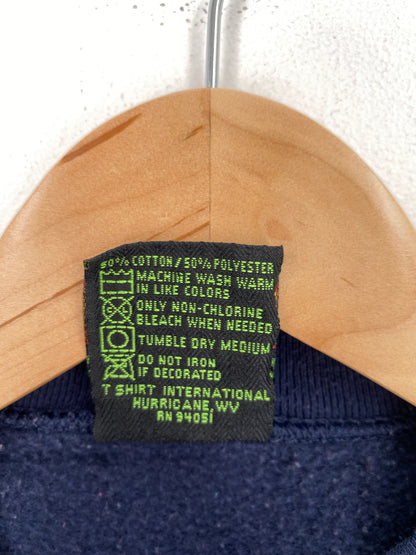 50% COTTON / 50% POLYESTER
MACHINE WASH WARM
IN LIKE COLORS
ONLY NON-CHLORINE
BLEACH WHEN NEEDED
TUMBLE DRY MEDIUM
DO NOT IRON
IF DECORATED
T SHIRT INTERNATIONAL
HURRICANE, WV
RN 94051